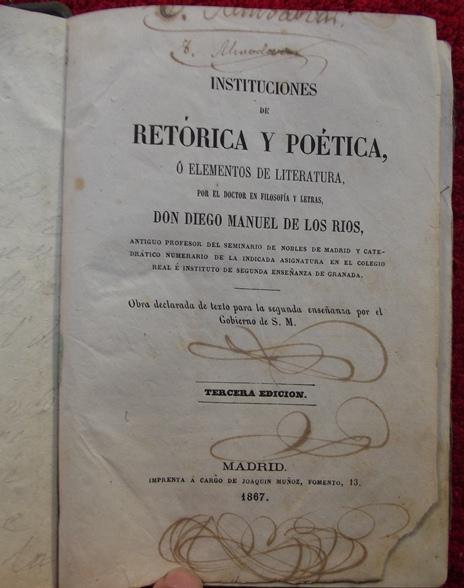 INSTITUCIONES
DE
RETÓRICA Y POÉTICA,
Ó ELEMENTOS DE LITERATURA,
POR EL DOCTOR EN FILOSOFÍA Y LETRAS,
DON DIEGO MANUEL DE LOS RIOS,
ANTIGUO PROFESOR DEL SEMINARIO DE NOBLES DE MADRID Y CATE-
DRÁTICO NUMERARIO DE LA INDICADA ASIGNATURA EN EL COLEGIO
REAL É INSTITUTO DE SEGUNDA ENSEÑANZA DE GRANADA.
Obra declarada de texto para la segunda enseñanza por el
Gobierno de S. M.
TERCERA EDICION.
MADRID.
IMPRENTA Á CARGO DE JOAQUIN MUÑOZ, FOMENTO, 13.
1867.